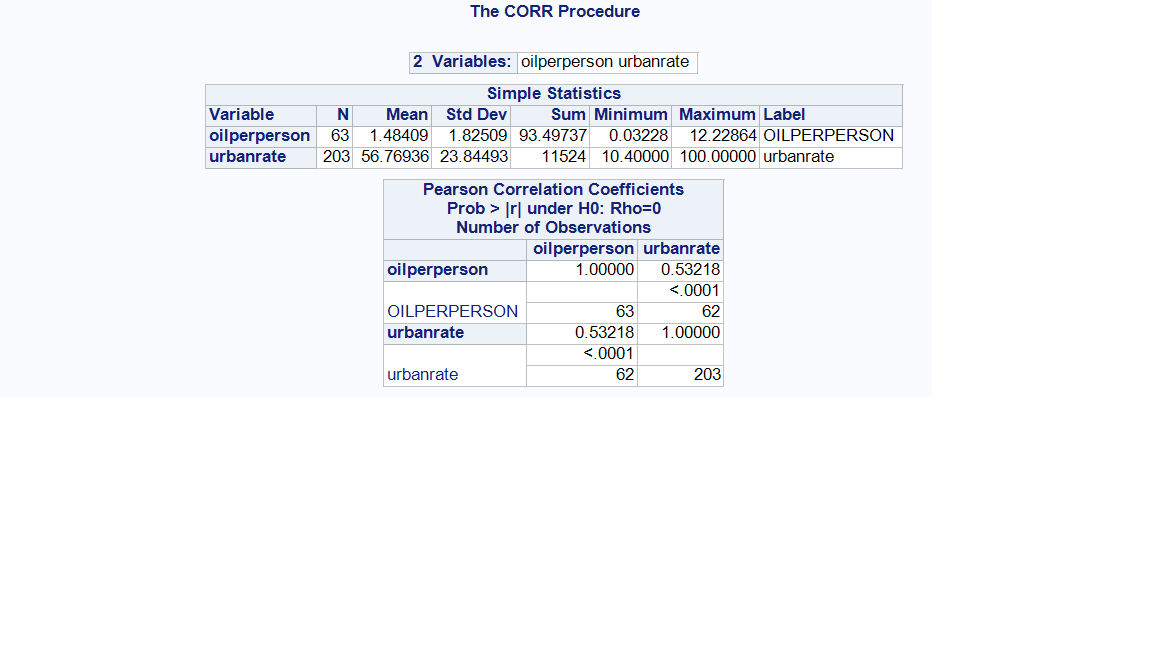 The CORR Procedure
2 Variables: oilperperson urbanrate
Simple Statistics
Variable N Mean Std Dev Sum Minimum Maximum Label
oilperperson 63 1.48409 1.82509 93.49737 0.03228 12.22864 OILPERPERSON
urbanrate 203 56.76936 23.84493 11524 10.40000 100.00000 urbanrate
Pearson Correlation Coefficients
Prob > |r| under H0: Rho=0
Number of Observations
oilperperson urbanrate
oilperperson 1.00000 0.53218
<.0001
OILPERPERSON 63 62
urbanrate 0.53218 1.00000
<.0001
urbanrate 62 203